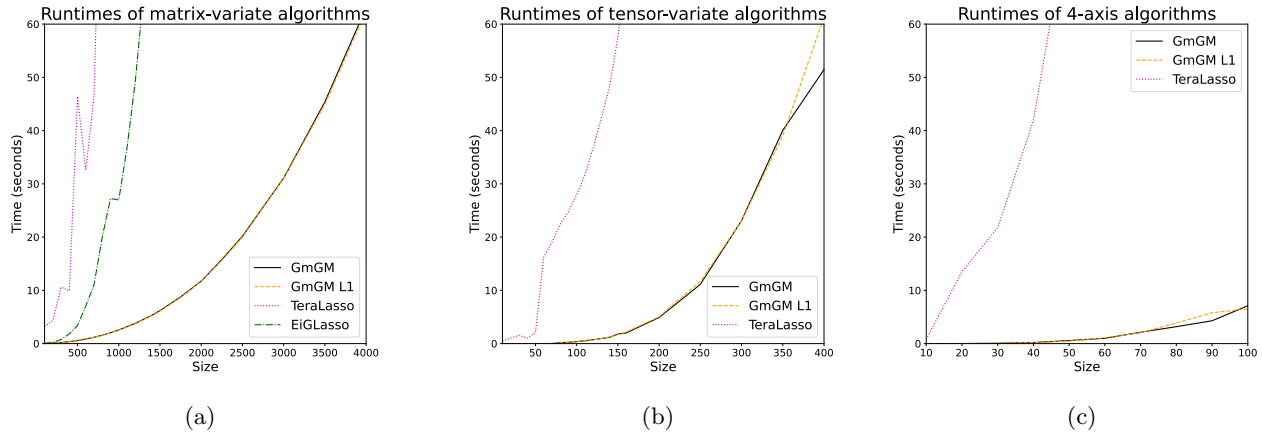 Runtimes of matrix-variate algorithms
60
50
40
30
20
10
0
Time (seconds)
500 1000 1500 2000 2500 3000 3500 4000
Size
GmGM
GmGM L1
TeraLasso
EiGLasso
(a)
Runtimes of tensor-variate algorithms
60
50
40
30
20
10
0
Time (seconds)
50 100 150 200 250 300 350 400
Size
GmGM
GmGM L1
TeraLasso
(b)
Runtimes of 4-axis algorithms
60
50
40
30
20
10
0
Time (seconds)
10 20 30 40 50 60 70 80 90 100
Size
GmGM
GmGM L1
TeraLasso
(c)